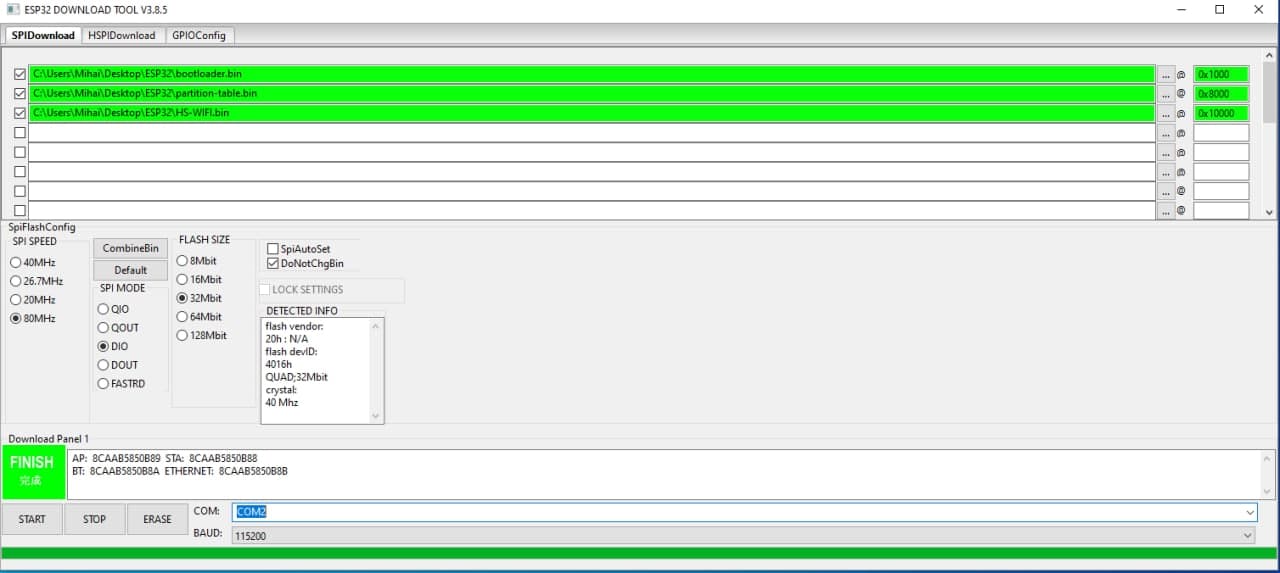 ESP32 DOWNLOAD TOOL V3.8.5
SPIDownload HSPIDownload GPIOConfig
C:\Users\Mihai\Desktop\ESP32\bootloader.bin ... @ 0x1000
C:\Users\Mihai\Desktop\ESP32\partition-table.bin ... @ 0x8000
C:\Users\Mihai\Desktop\ESP32\HS-WIFI.bin ... @ 0x10000
... @
... @
... @
... @
... @
SpiFlashConfig
SPI SPEED
40MHz
26.7MHz
20MHz
80MHz
CombineBin
Default
SPI MODE
QIO
QOUT
DIO
DOUT
FASTRD
FLASH SIZE
8Mbit
16Mbit
32Mbit
64Mbit
128Mbit
SpiAutoSet
DoNotChgBin
LOCK SETTINGS
DETECTED INFO
flash vendor:
20h : N/A
flash devID:
4016h
QUAD;32Mbit
crystal:
40 Mhz
Download Panel 1
FINISH
完成
AP: 8CAAB5850B89 STA: 8CAAB5850B88
BT: 8CAAB5850B8A ETHERNET: 8CAAB5850B8B
START STOP ERASE
COM: COM2
BAUD: 115200